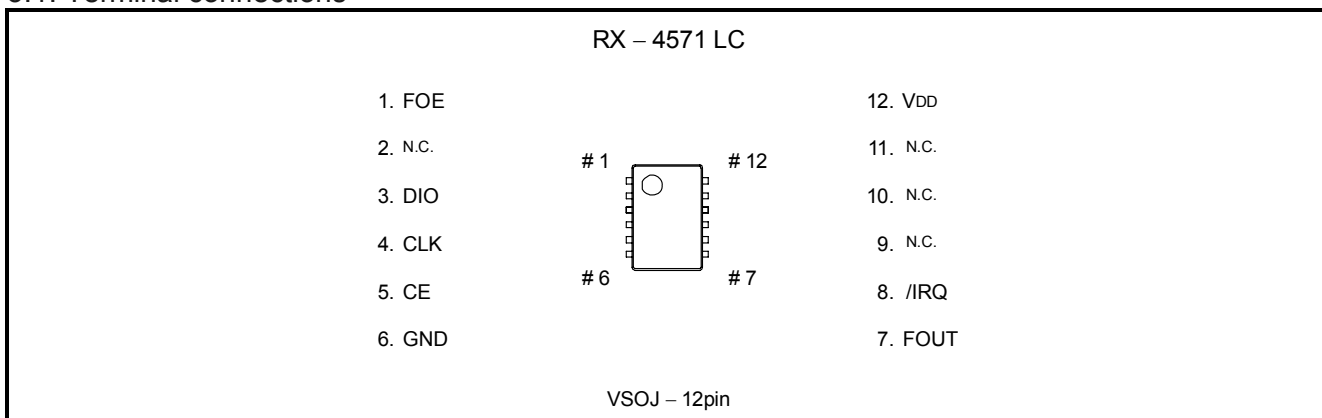 RX – 4571 LC
1. FOE
12. VDD
2. N.C.
11. N.C.
# 1
# 12
3. DIO
10. N.C.
4. CLK
9. N.C.
# 6
# 7
5. CE
8. /IRQ
6. GND
7. FOUT
VSOJ – 12pin